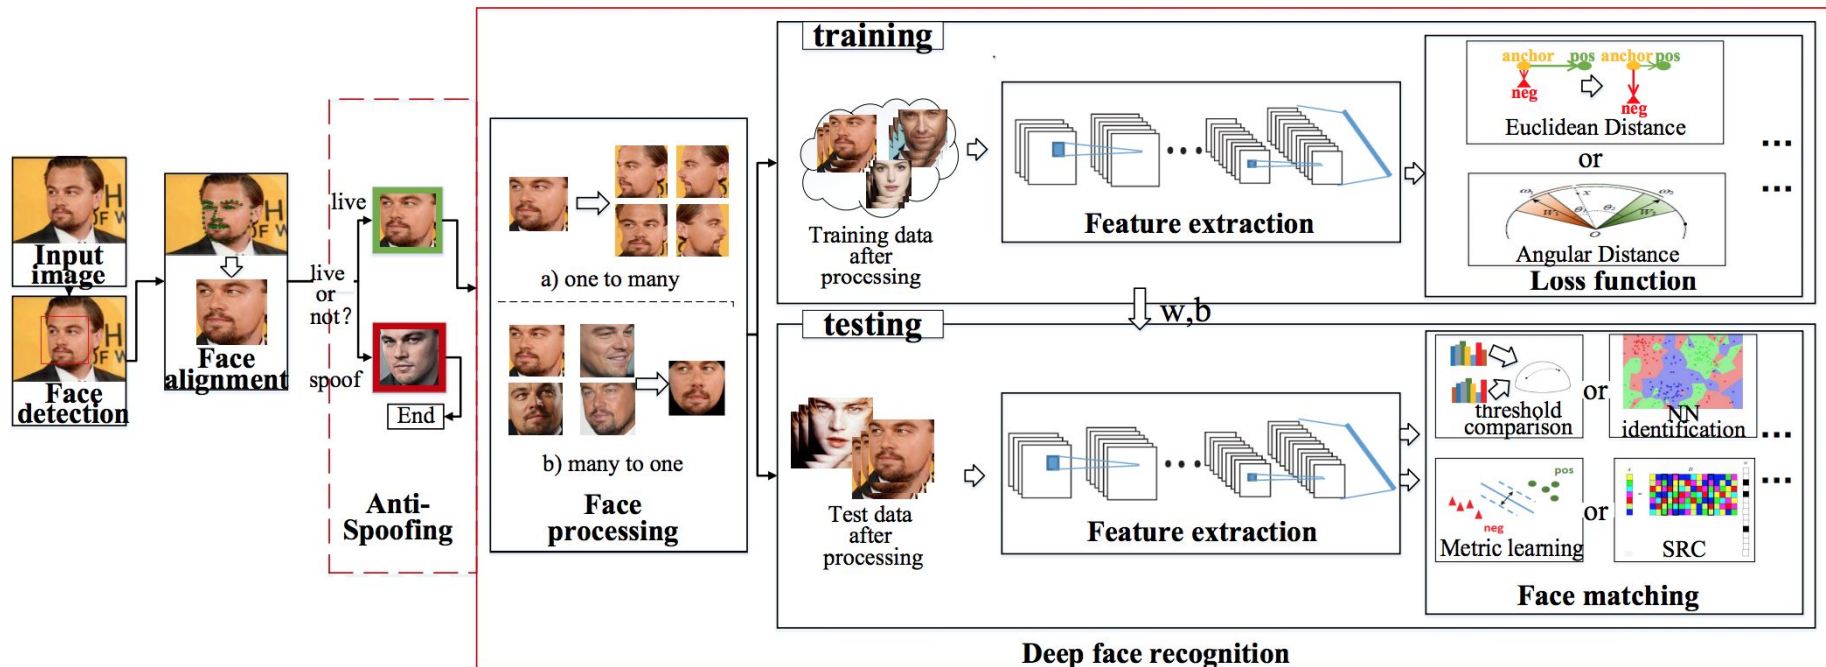 Input
image
Face
detection
Face
alignment
live
or
not?
live
spoof
End
Anti-
Spoofing
a) one to many
b) many to one
Face
processing
training
Training data
after
processing
Feature extraction
anchor pos
neg
anchor pos
neg
Euclidean Distance
or
Angular Distance
Loss function
...
...
w,b
testing
Test data
after
processing
Feature extraction
threshold
comparison
or
NN
identification
...
pos
neg
Metric learning
or
SRC
...
Face matching
Deep face recognition